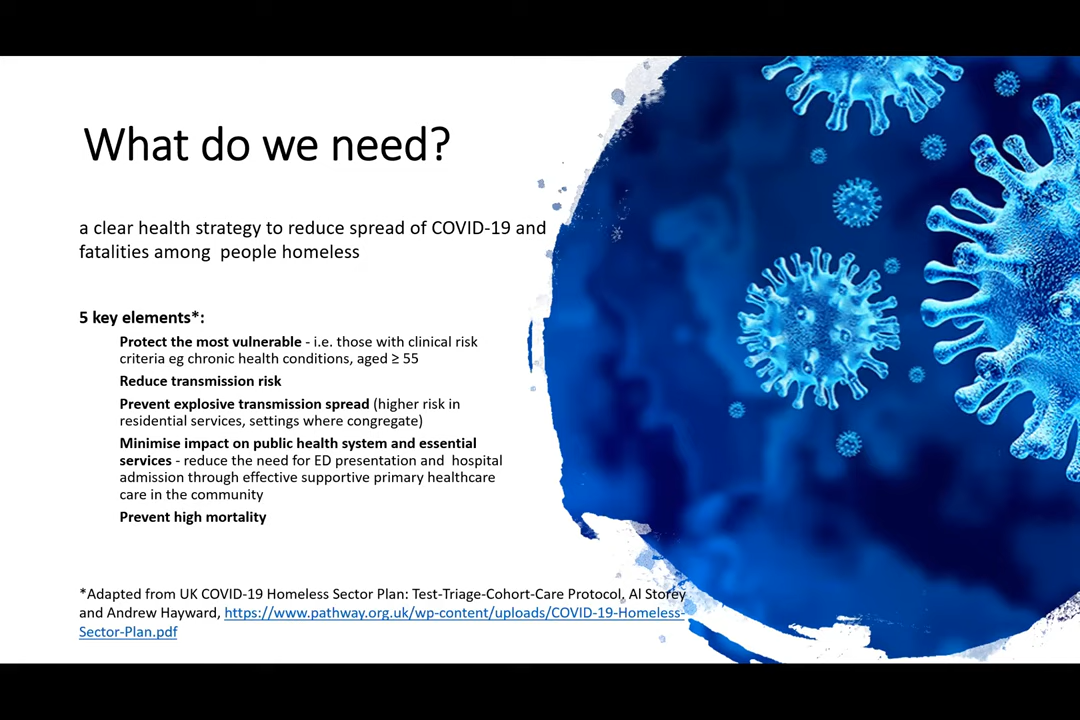 What do we need?
a clear health strategy to reduce spread of COVID-19 and
fatalities among  people homeless
5 key elements*:
Protect the most vulnerable - i.e. those with clinical risk
criteria eg chronic health conditions, aged ≥ 55
Reduce transmission risk
Prevent explosive transmission spread (higher risk in
residential services, settings where congregate)
Minimise impact on public health system and essential
services - reduce the need for ED presentation and  hospital
admission through effective supportive primary healthcare
care in the community
Prevent high mortality
*Adapted from UK COVID-19 Homeless Sector Plan: Test-Triage-Cohort-Care Protocol. Al Storey
and Andrew Hayward, https://www.pathway.org.uk/wp-content/uploads/COVID-19-Homeless-
Sector-Plan.pdf